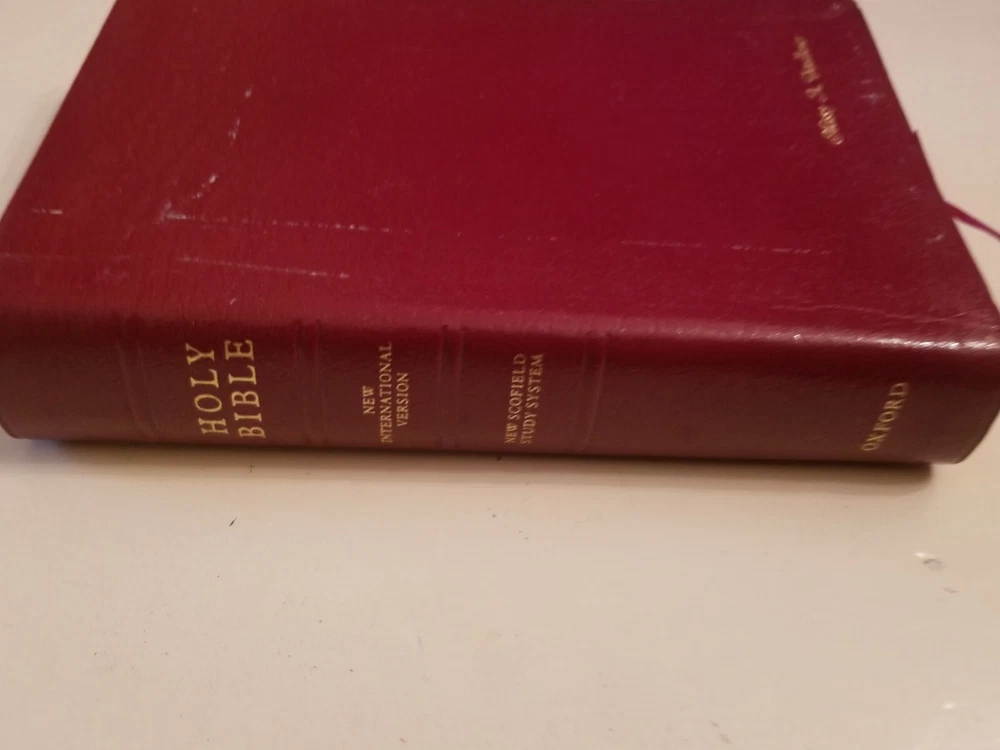 HOLY
BIBLE
NEW
INTERNATIONAL
VERSION
NEW SCOFIELD
STUDY SYSTEM
OXFORD